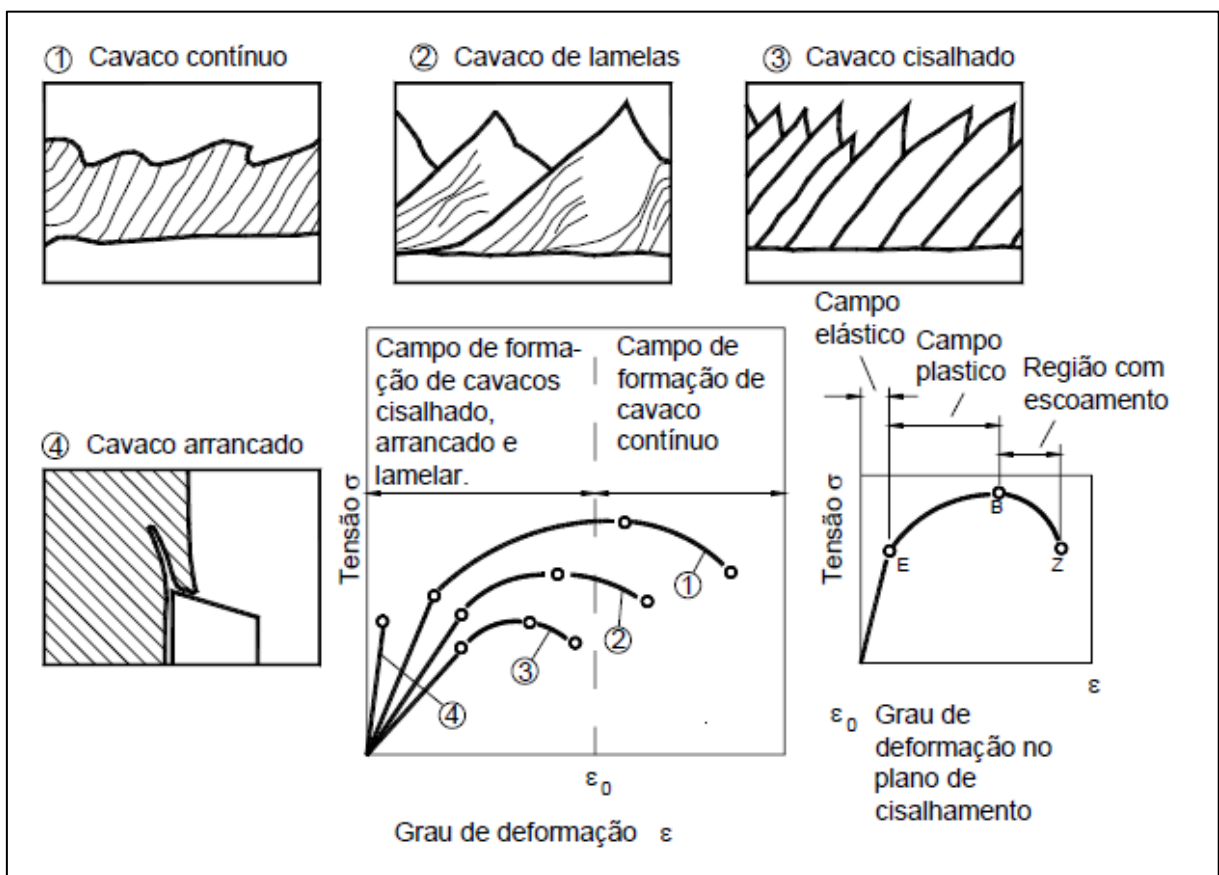 ① Cavaco contínuo
② Cavaco de lamelas
③ Cavaco cisalhado
④ Cavaco arrancado
Campo de forma-
ção de cavacos
cisalhado,
arrancado e
lamelar.
Campo de
formação de
cavaco
contínuo
Tensão σ
①
②
③
④
ε₀
Grau de deformação ε
Campo
elástico
Campo
plastico
Região com
escoamento
Tensão σ
E
B
Z
ε
ε₀ Grau de
deformação no
plano de
cisalhamento